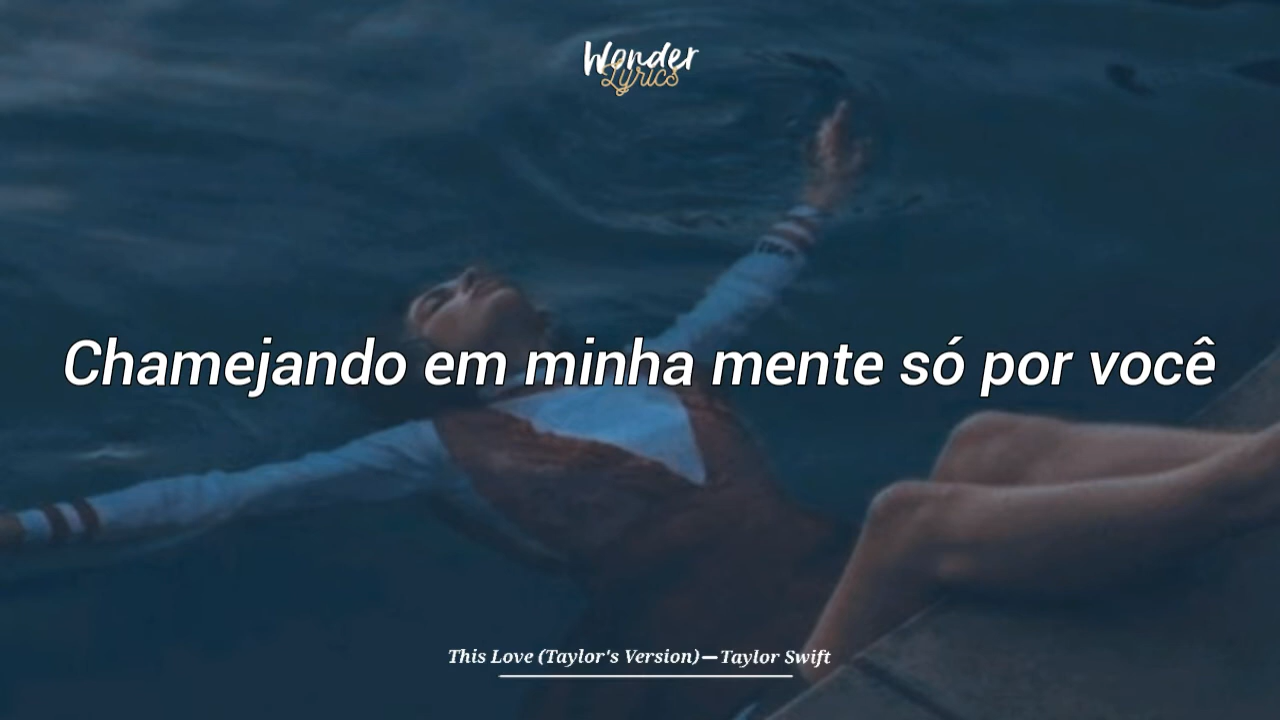 Wonder
Lyrics
Chamejando em minha mente só por você
This Love (Taylor's Version)—Taylor Swift